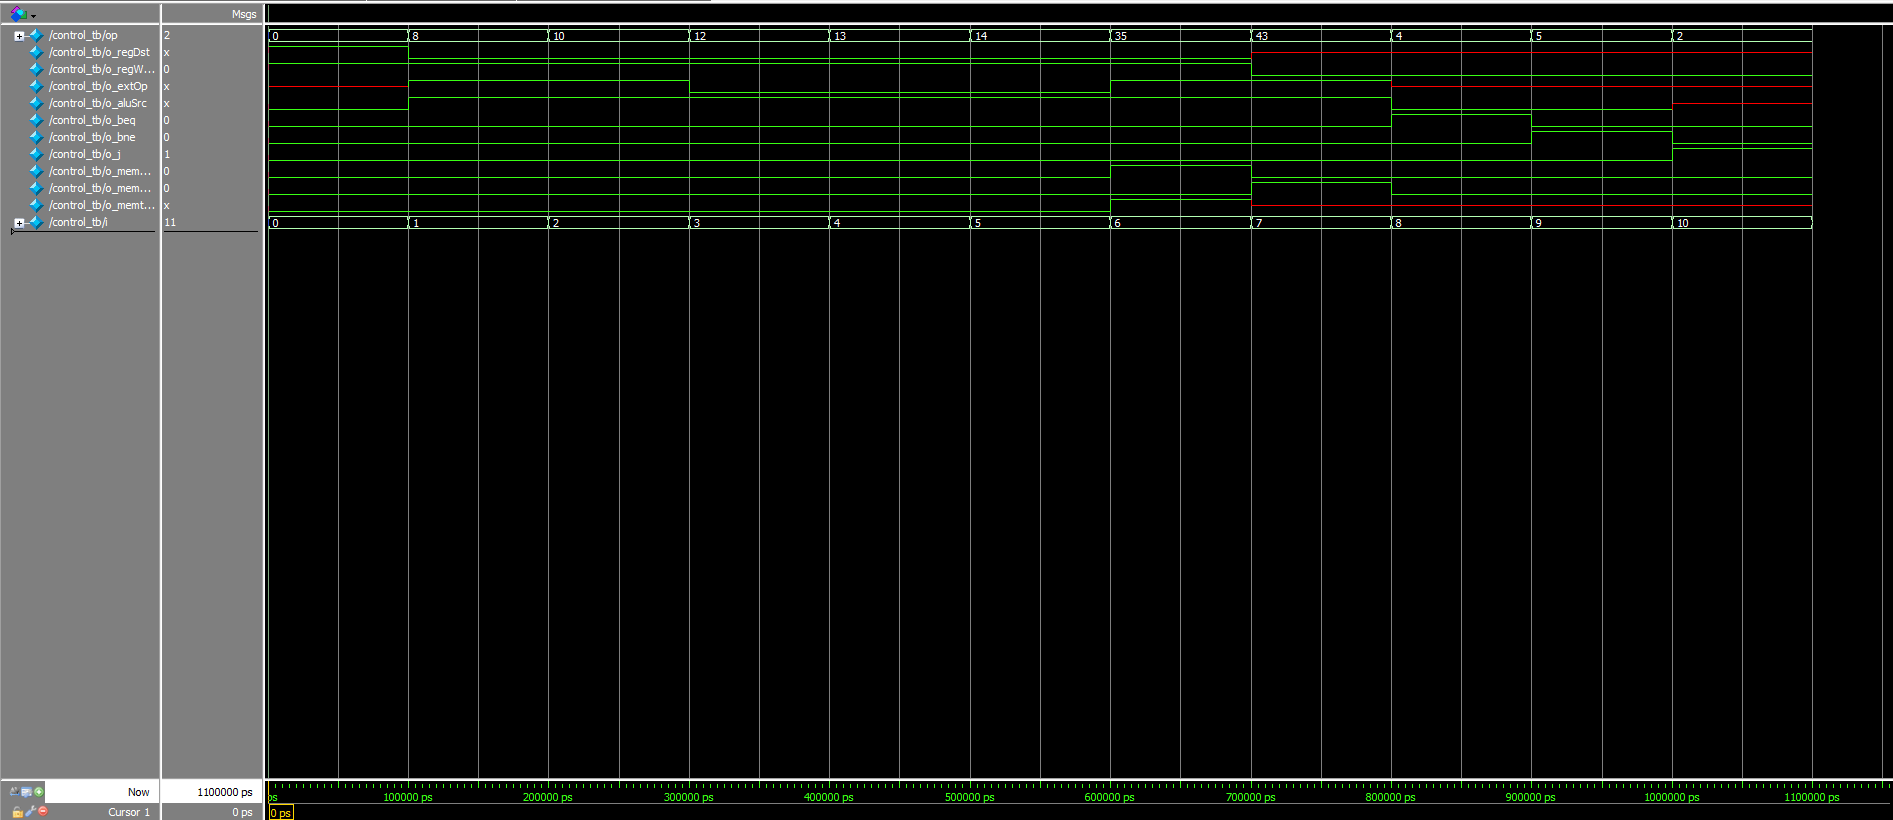 Msgs
/control_tb/op 2 0 8 10 12 13 14 35 43 4 5 2
/control_tb/o_regDst x
/control_tb/o_regW... 0
/control_tb/o_extOp x
/control_tb/o_aluSrc x
/control_tb/o_beq 0
/control_tb/o_bne 0
/control_tb/o_j 1
/control_tb/o_mem... 0
/control_tb/o_mem... 0
/control_tb/o_memt... x
/control_tb/i 11 0 1 2 3 4 5 6 7 8 9 10
Now 1100000 ps ps 100000 ps 200000 ps 300000 ps 400000 ps 500000 ps 600000 ps 700000 ps 800000 ps 900000 ps 1000000 ps 1100000 ps
Cursor 1 0 ps 0 ps